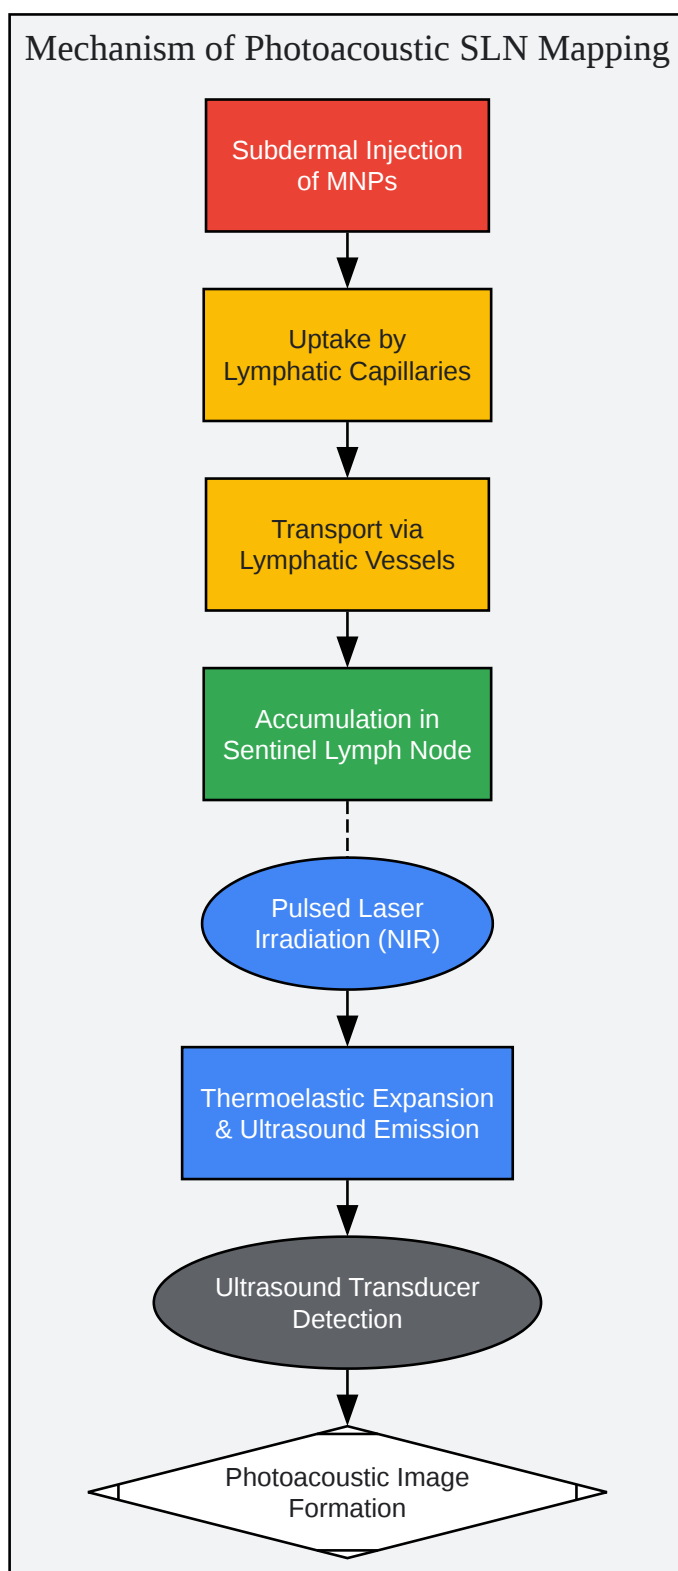 Mechanism of Photoacoustic SLN Mapping
Subdermal Injection
of MNPs
Uptake by
Lymphatic Capillaries
Transport via
Lymphatic Vessels
Accumulation in
Sentinel Lymph Node
Pulsed Laser
Irradiation (NIR)
Thermoelastic Expansion
& Ultrasound Emission
Ultrasound Transducer
Detection
Photoacoustic Image
Formation